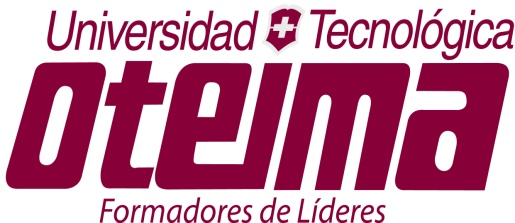 Universidad Tecnológica
oteima
Formadores de Líderes